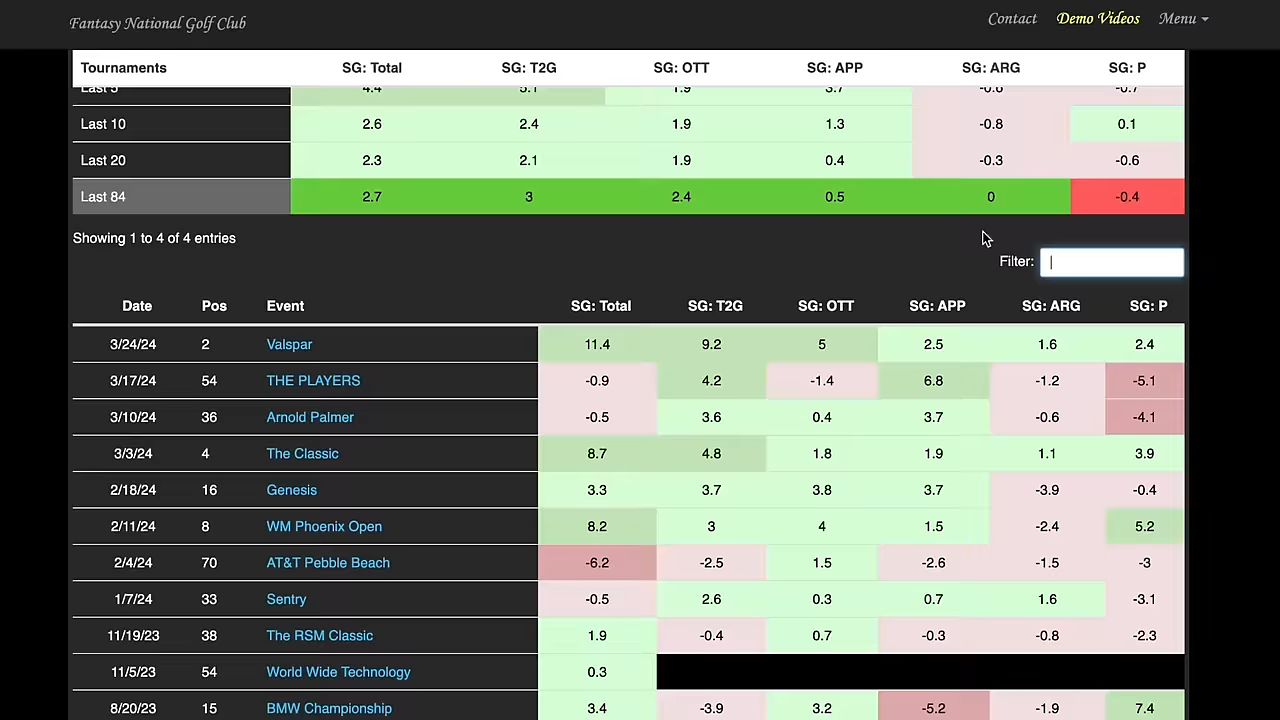 Fantasy National Golf Club Contact Demo Videos Menu
Tournaments SG: Total SG: T2G SG: OTT SG: APP SG: ARG SG: P
Last 5 4.4 5.1 1.9 3.7 -0.6 -0.7
Last 10 2.6 2.4 1.9 1.3 -0.8 0.1
Last 20 2.3 2.1 1.9 0.4 -0.3 -0.6
Last 84 2.7 3 2.4 0.5 0 -0.4
Showing 1 to 4 of 4 entries
Filter:
Date Pos Event SG: Total SG: T2G SG: OTT SG: APP SG: ARG SG: P
3/24/24 2 Valspar 11.4 9.2 5 2.5 1.6 2.4
3/17/24 54 THE PLAYERS -0.9 4.2 -1.4 6.8 -1.2 -5.1
3/10/24 36 Arnold Palmer -0.5 3.6 0.4 3.7 -0.6 -4.1
3/3/24 4 The Classic 8.7 4.8 1.8 1.9 1.1 3.9
2/18/24 16 Genesis 3.3 3.7 3.8 3.7 -3.9 -0.4
2/11/24 8 WM Phoenix Open 8.2 3 4 1.5 -2.4 5.2
2/4/24 70 AT&T Pebble Beach -6.2 -2.5 1.5 -2.6 -1.5 -3
1/7/24 33 Sentry -0.5 2.6 0.3 0.7 1.6 -3.1
11/19/23 38 The RSM Classic 1.9 -0.4 0.7 -0.3 -0.8 -2.3
11/5/23 54 World Wide Technology 0.3
8/20/23 15 BMW Championship 3.4 -3.9 3.2 -5.2 -1.9 7.4